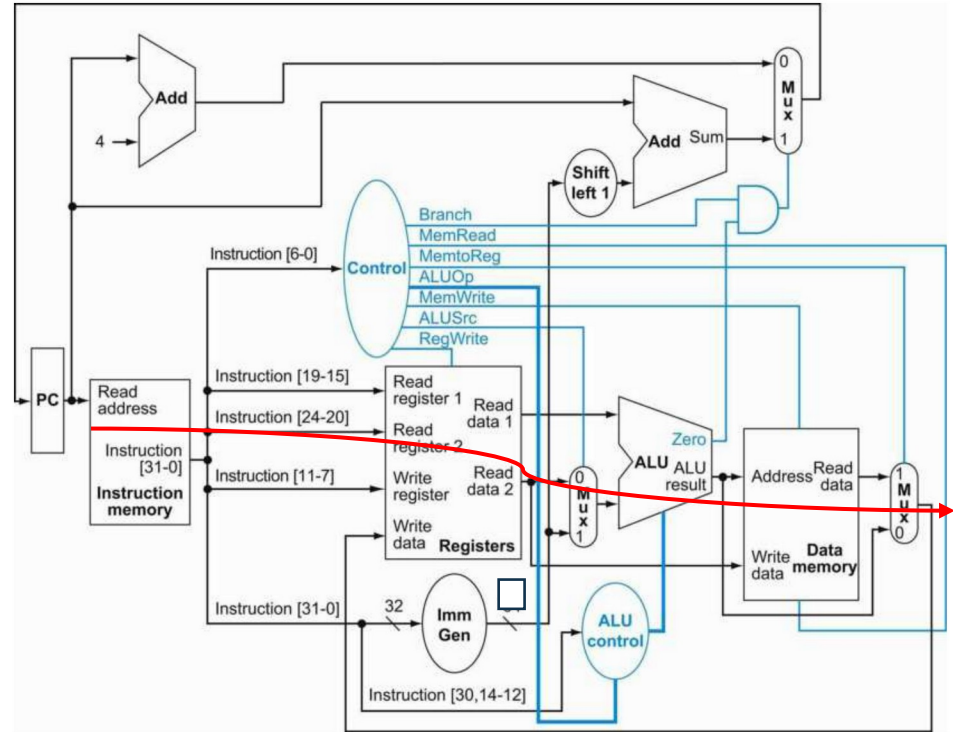 Add
4
Add Sum
0
M
u
x
1
Shift
left 1
Branch
MemRead
MemtoReg
ALUOp
MemWrite
ALUSrc
RegWrite
Control
Instruction [6-0]
Instruction [19-15]
Instruction [24-20]
Instruction [11-7]
Instruction [31-0]
Instruction [30,14-12]
PC
Read
address
Instruction
[31-0]
Instruction
memory
Read
register 1
Read
register 2
Write
register
Write
data
Read
data 1
Read
data 2
Registers
0
M
u
x
1
Zero
ALU
ALU
result
Address
Read
data
Write
data
Data
memory
1
M
u
x
0
32
Imm
Gen
ALU
control